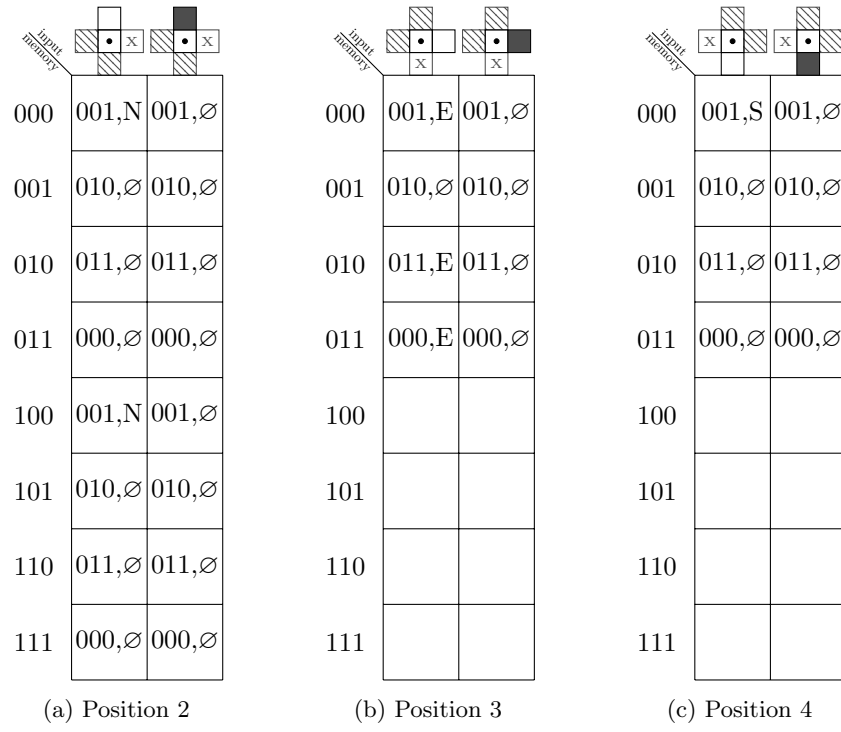 input memory x x input memory x x input memory x x
000 001,N 001,∅ 000 001,E 001,∅ 000 001,S 001,∅
001 010,∅ 010,∅ 001 010,∅ 010,∅ 001 010,∅ 010,∅
010 011,∅ 011,∅ 010 011,E 011,∅ 010 011,∅ 011,∅
011 000,∅ 000,∅ 011 000,E 000,∅ 011 000,∅ 000,∅
100 001,N 001,∅ 100 100
101 010,∅ 010,∅ 101 101
110 011,∅ 011,∅ 110 110
111 000,∅ 000,∅ 111 111
(a) Position 2 (b) Position 3 (c) Position 4